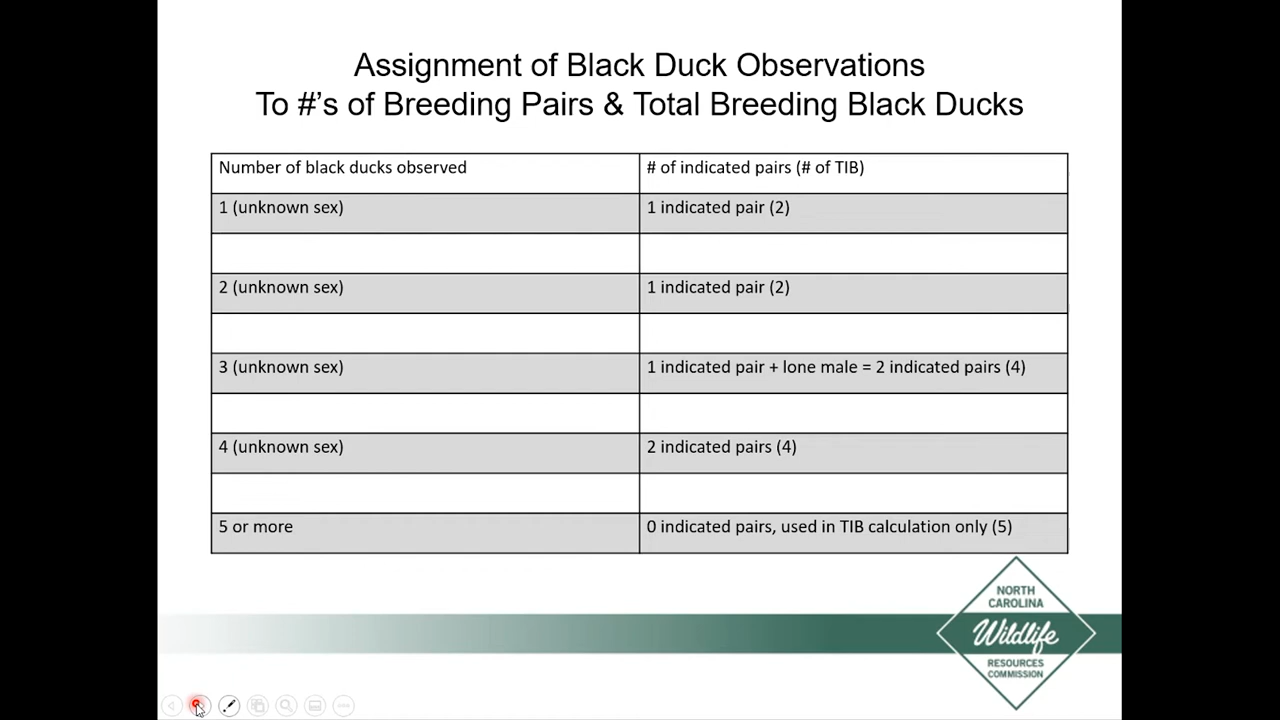 Assignment of Black Duck Observations
To #'s of Breeding Pairs & Total Breeding Black Ducks
Number of black ducks observed
# of indicated pairs (# of TIB)
1 (unknown sex)
1 indicated pair (2)
2 (unknown sex)
1 indicated pair (2)
3 (unknown sex)
1 indicated pair + lone male = 2 indicated pairs (4)
4 (unknown sex)
2 indicated pairs (4)
5 or more
0 indicated pairs, used in TIB calculation only (5)
NORTH
CAROLINA
Wildlife
RESOURCES
COMMISSION